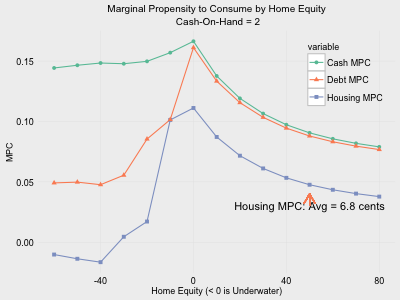 Marginal Propensity to Consume by Home Equity
Cash-On-Hand = 2
variable
Cash MPC
Debt MPC
Housing MPC
0.15
0.10
0.05
0.00
MPC
Housing MPC: Avg = 6.8 cents
-40
0
40
80
Home Equity (< 0 is Underwater)